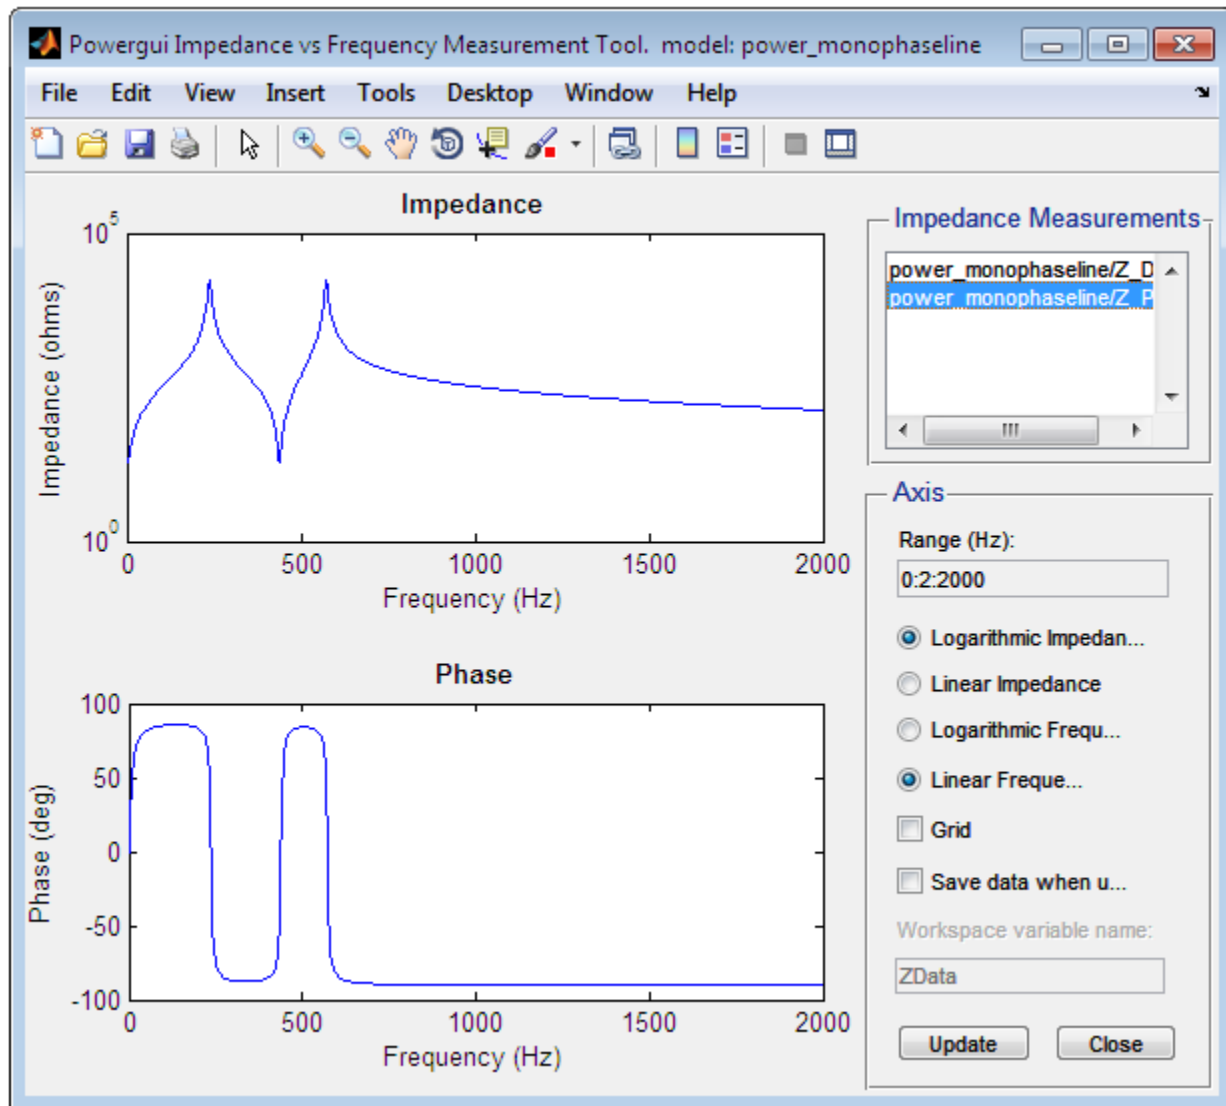 Powergui Impedance vs Frequency Measurement Tool. model: power_monophaseline
File Edit View Insert Tools Desktop Window Help
Impedance
10^5
10^0
Impedance (ohms)
0 500 1000 1500 2000
Frequency (Hz)
Phase
100
50
0
-50
-100
Phase (deg)
0 500 1000 1500 2000
Frequency (Hz)
Impedance Measurements
power_monophaseline/Z_D
power_monophaseline/Z_P
Axis
Range (Hz):
0:2:2000
Logarithmic Impedan...
Linear Impedance
Logarithmic Frequ...
Linear Freque...
Grid
Save data when u...
Workspace variable name:
ZData
Update Close